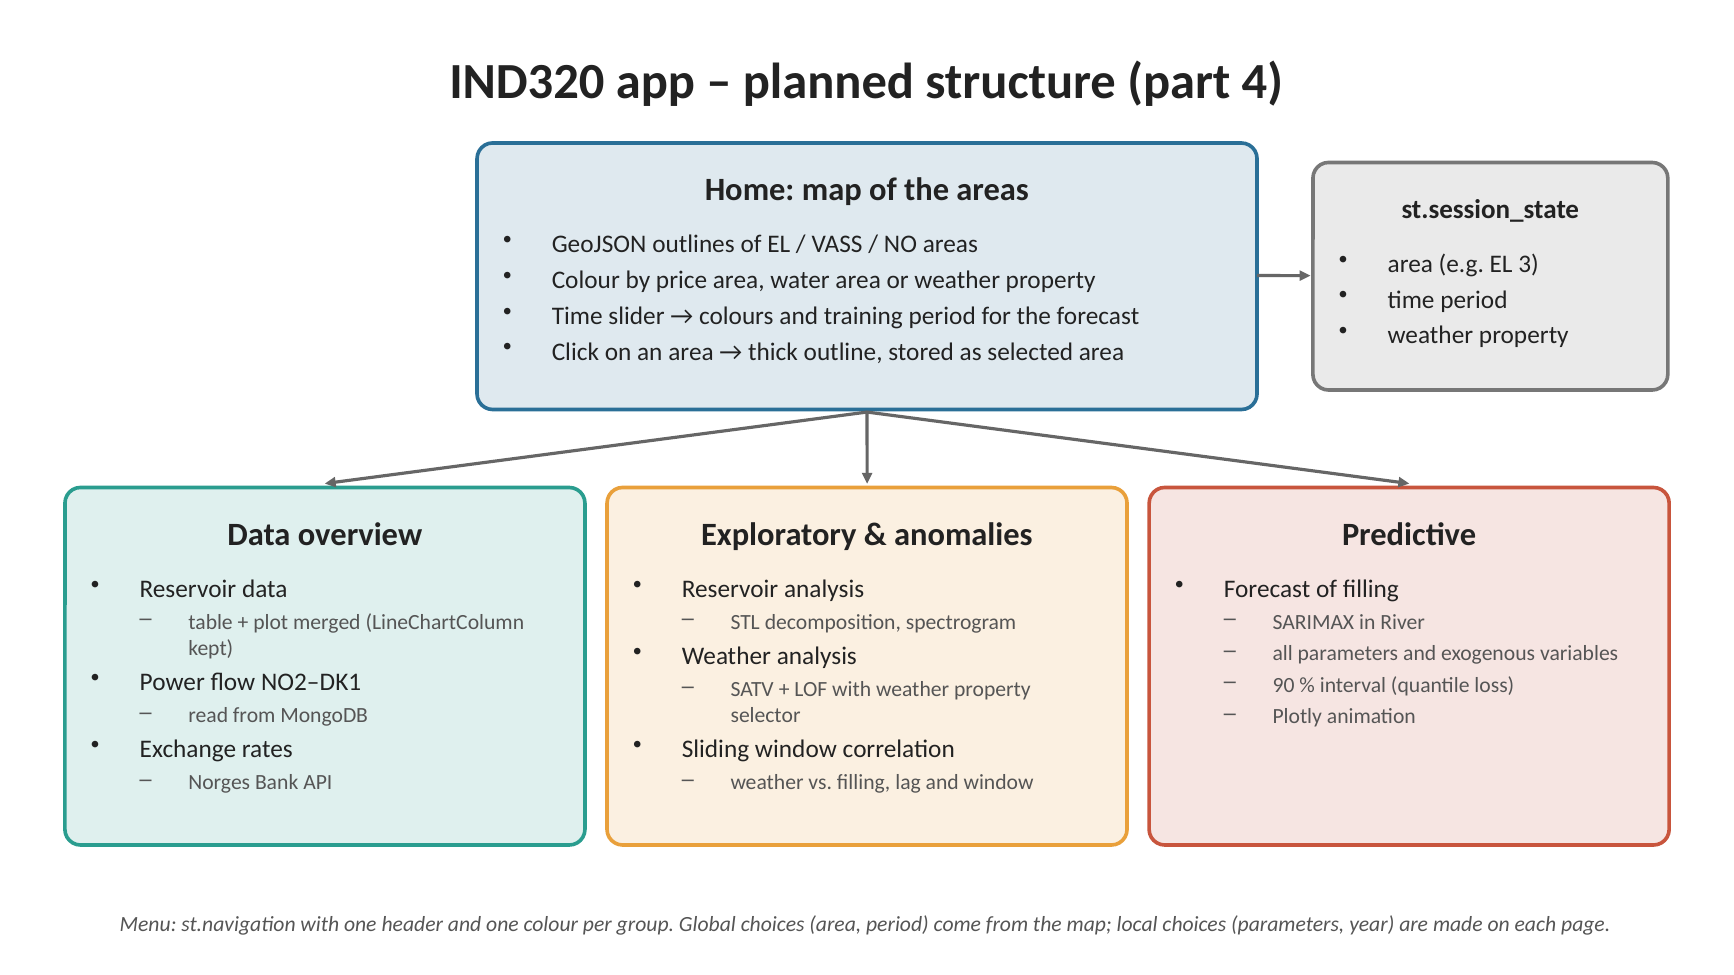 IND320 app – planned structure (part 4)
Home: map of the areas
• GeoJSON outlines of EL / VASS / NO areas
• Colour by price area, water area or weather property
• Time slider → colours and training period for the forecast
• Click on an area → thick outline, stored as selected area
st.session_state
• area (e.g. EL 3)
• time period
• weather property
Data overview
• Reservoir data
– table + plot merged (LineChartColumn
kept)
• Power flow NO2–DK1
– read from MongoDB
• Exchange rates
– Norges Bank API
Exploratory & anomalies
• Reservoir analysis
– STL decomposition, spectrogram
• Weather analysis
– SATV + LOF with weather property
selector
• Sliding window correlation
– weather vs. filling, lag and window
Predictive
• Forecast of filling
– SARIMAX in River
– all parameters and exogenous variables
– 90 % interval (quantile loss)
– Plotly animation
Menu: st.navigation with one header and one colour per group. Global choices (area, period) come from the map; local choices (parameters, year) are made on each page.